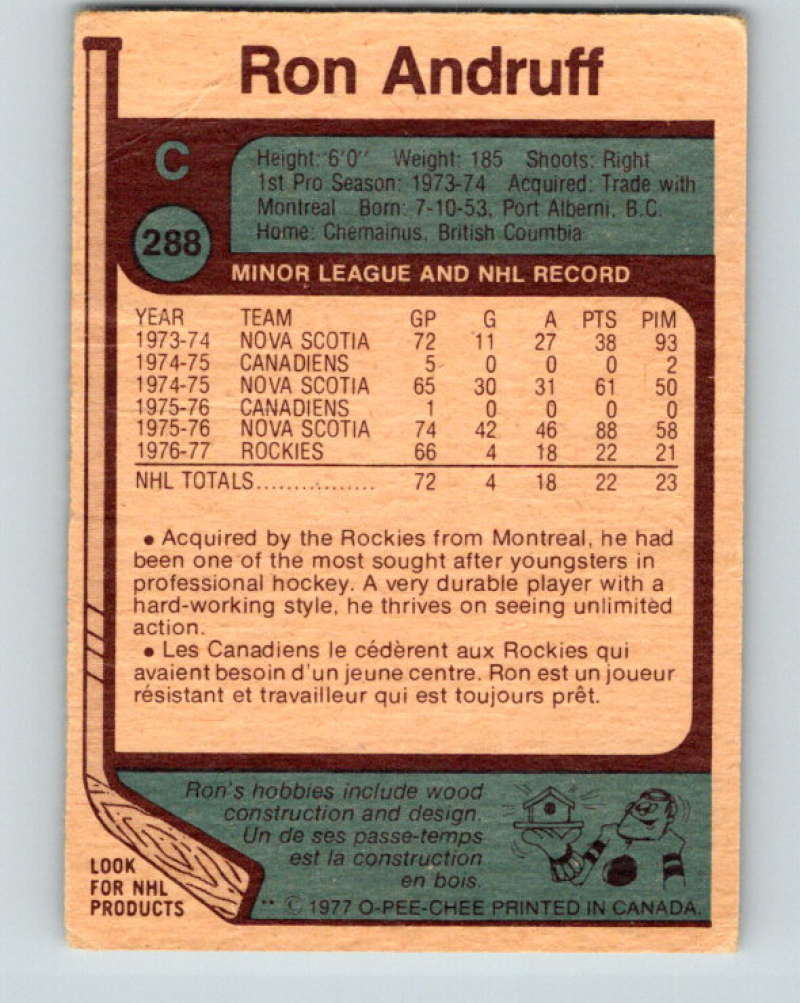 Ron Andruff
C
288
Height: 6'0'' Weight: 185 Shoots: Right
1st Pro Season: 1973-74 Acquired: Trade with
Montreal Born: 7-10-53, Port Alberni, B.C.
Home: Chemainus, British Coumbia
MINOR LEAGUE AND NHL RECORD
YEAR TEAM GP G A PTS PIM
1973-74 NOVA SCOTIA 72 11 27 38 93
1974-75 CANADIENS 5 0 0 0 2
1974-75 NOVA SCOTIA 65 30 31 61 50
1975-76 CANADIENS 1 0 0 0 0
1975-76 NOVA SCOTIA 74 42 46 88 58
1976-77 ROCKIES 66 4 18 22 21
NHL TOTALS................ 72 4 18 22 23
• Acquired by the Rockies from Montreal, he had
been one of the most sought after youngsters in
professional hockey. A very durable player with a
hard-working style, he thrives on seeing unlimited
action.
• Les Canadiens le cédèrent aux Rockies qui
avaient besoin d'un jeune centre. Ron est un joueur
résistant et travailleur qui est toujours prêt.
Ron's hobbies include wood
construction and design.
Un de ses passe-temps
est la construction
en bois.
LOOK
FOR NHL
PRODUCTS
** © 1977 O-PEE-CHEE PRINTED IN CANADA.